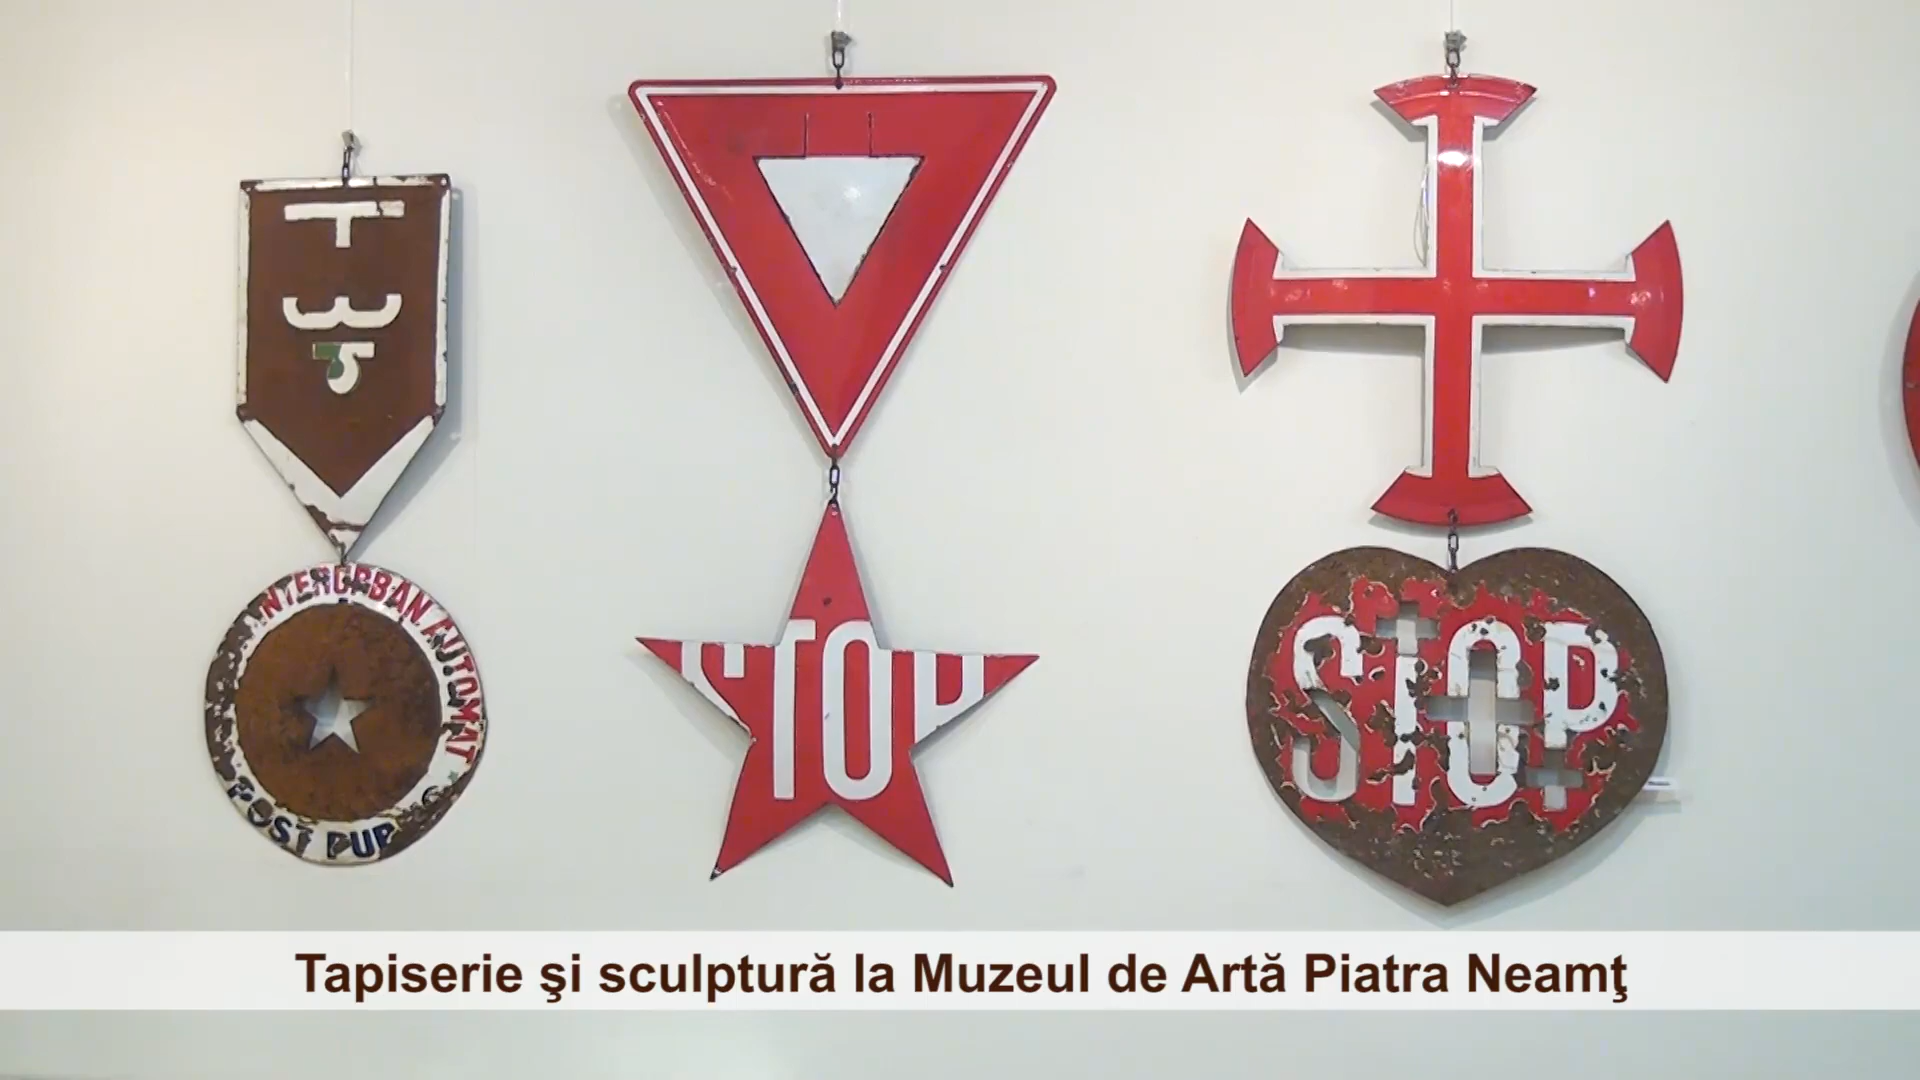 INTERURBAN AUTOMAT
POST PUB
STOP
STOP
Tapiserie şi sculptură la Muzeul de Artă Piatra Neamţ